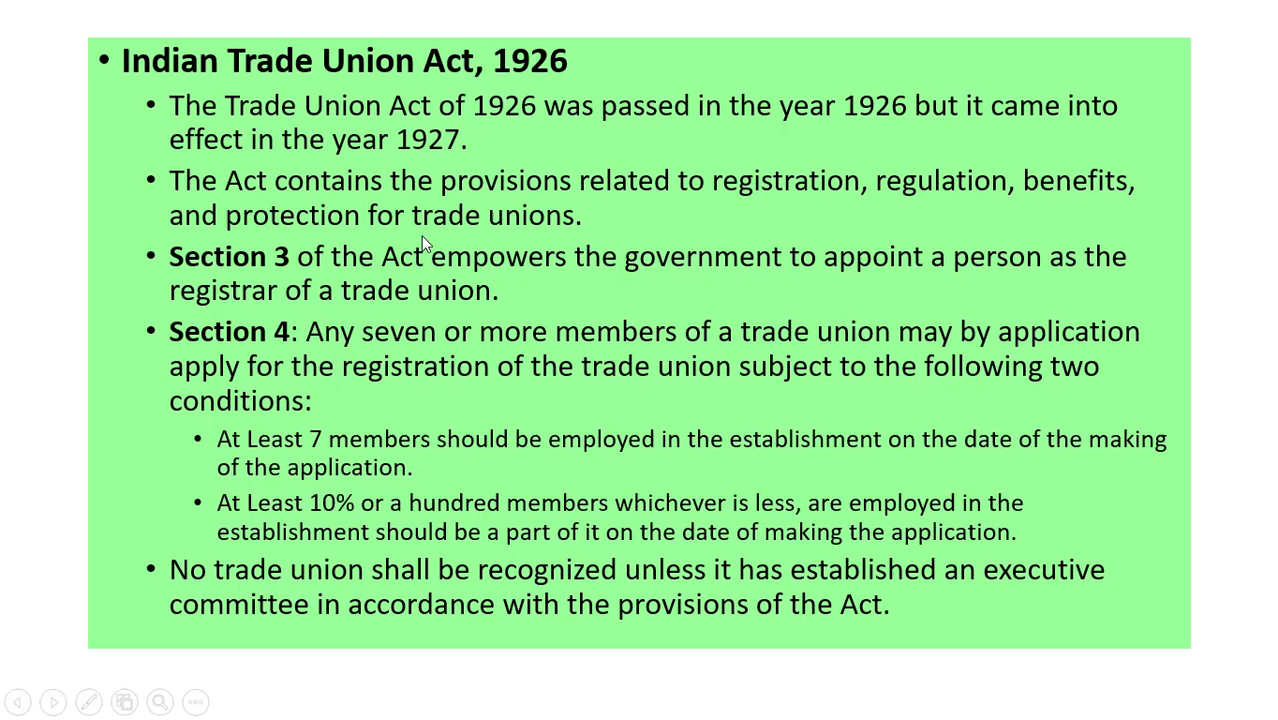 • Indian Trade Union Act, 1926
• The Trade Union Act of 1926 was passed in the year 1926 but it came into
effect in the year 1927.
• The Act contains the provisions related to registration, regulation, benefits,
and protection for trade unions.
• Section 3 of the Act empowers the government to appoint a person as the
registrar of a trade union.
• Section 4: Any seven or more members of a trade union may by application
apply for the registration of the trade union subject to the following two
conditions:
• At Least 7 members should be employed in the establishment on the date of the making
of the application.
• At Least 10% or a hundred members whichever is less, are employed in the
establishment should be a part of it on the date of making the application.
• No trade union shall be recognized unless it has established an executive
committee in accordance with the provisions of the Act.